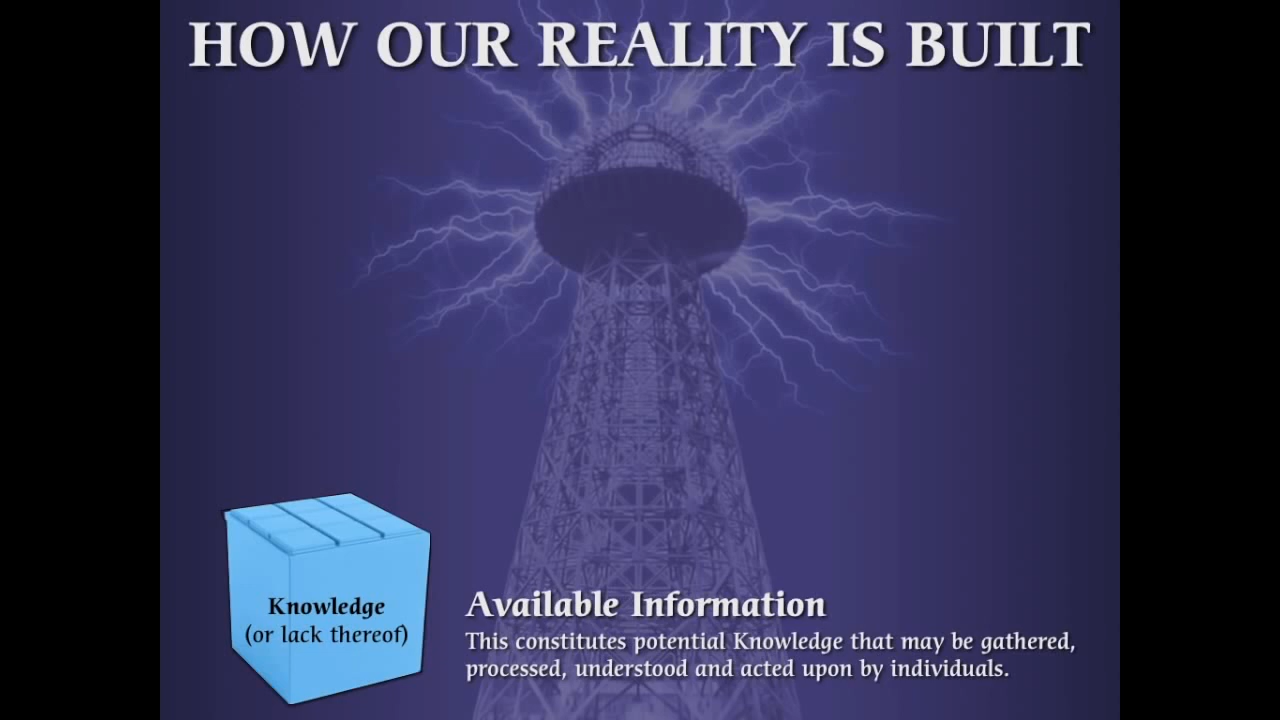 HOW OUR REALITY IS BUILT
Knowledge
(or lack thereof)
Available Information
This constitutes potential Knowledge that may be gathered,
processed, understood and acted upon by individuals.